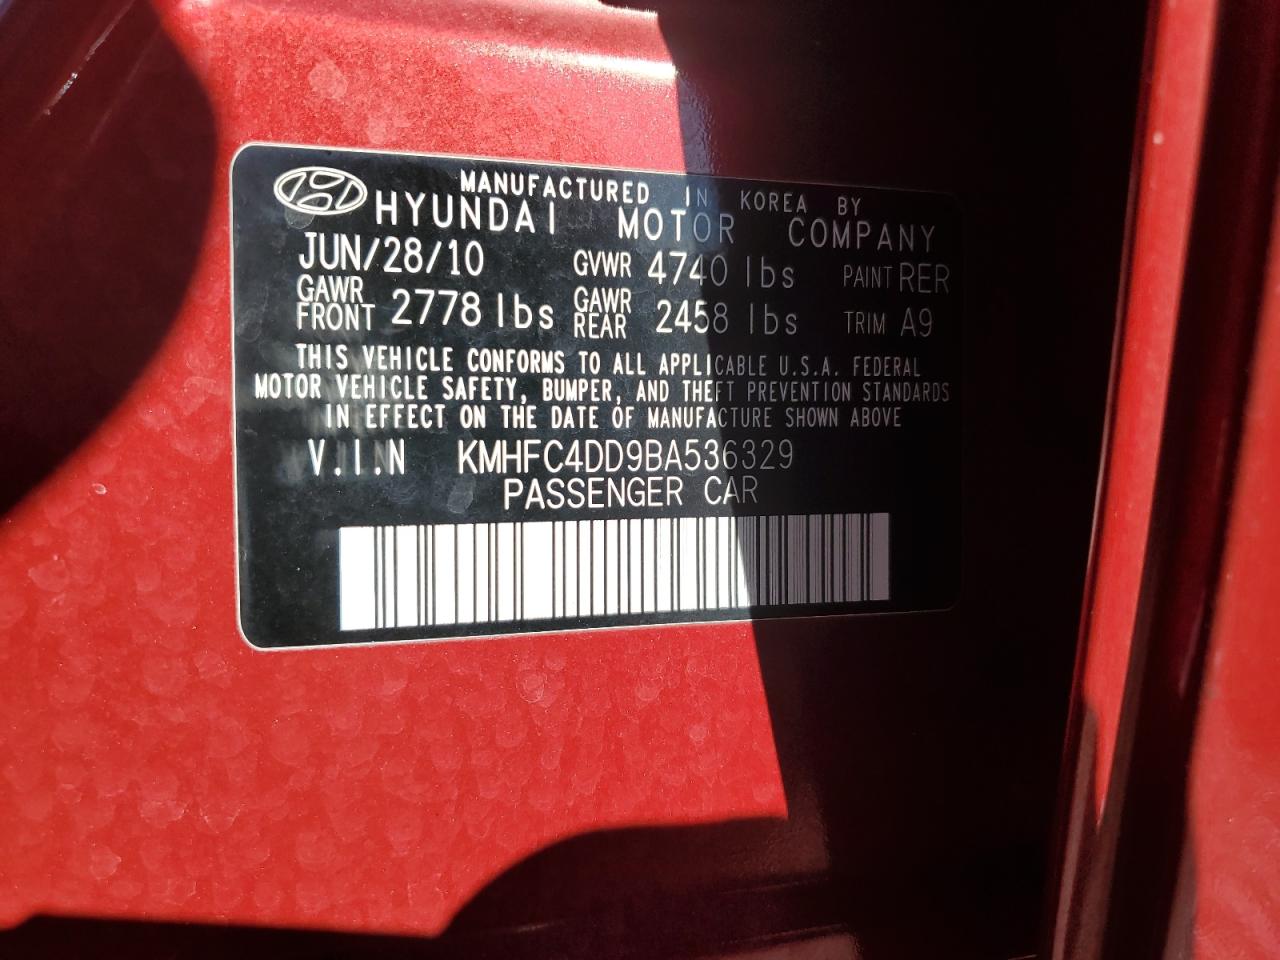 MANUFACTURED IN KOREA BY
HYUNDAI MOTOR COMPANY
JUN/28/10 GVWR 4740 lbs PAINT RER
GAWR FRONT 2778 lbs GAWR REAR 2458 lbs TRIM A9
THIS VEHICLE CONFORMS TO ALL APPLICABLE U.S.A. FEDERAL
MOTOR VEHICLE SAFETY, BUMPER, AND THEFT PREVENTION STANDARDS
IN EFFECT ON THE DATE OF MANUFACTURE SHOWN ABOVE
V.I.N KMHFC4DD9BA536329
PASSENGER CAR